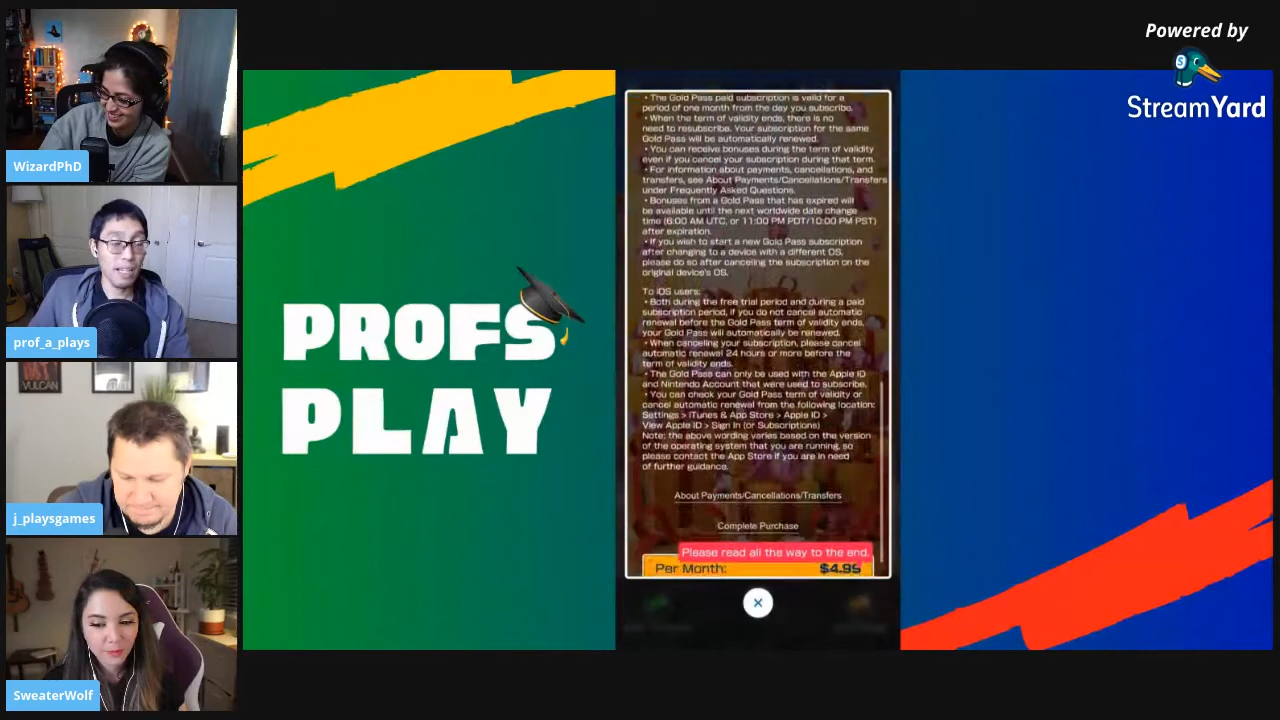 Powered by
StreamYard
WizardPhD
prof_a_plays
VULCAN
j_playsgames
SweaterWolf
PROFS
PLAY
• The Gold Pass paid subscription is valid for a
period of one month from the day you subscribe.
• When the term of validity ends, there is no
need to resubscribe. Your subscription for the same
Gold Pass will be automatically renewed.
• You can receive bonuses during the term of validity
even if you cancel your subscription during that term.
• For information about payments, cancellations, and
transfers, see About Payments/Cancellations/Transfers
under Frequently Asked Questions.
• Bonuses from a Gold Pass that has expired will
be available until the next worldwide date change
time (6:00 AM UTC, or 11:00 PM PDT/10:00 PM PST)
after expiration.
• If you wish to start a new Gold Pass subscription
after changing to a device with a different OS,
please do so after canceling the subscription on the
original device's OS.
To iOS users:
• Both during the free trial period and during a paid
subscription period, if you do not cancel automatic
renewal before the Gold Pass term of validity ends,
your Gold Pass will automatically be renewed.
• When canceling your subscription, please cancel
automatic renewal 24 hours or more before the
term of validity ends.
• The Gold Pass can only be used with the Apple ID
and Nintendo Account that were used to subscribe.
• You can check your Gold Pass term of validity or
cancel automatic renewal from the following location:
Settings > iTunes & App Store > Apple ID >
View Apple ID > Sign In (or Subscriptions)
Note: the above wording varies based on the version
of the operating system that you are running, so
please contact the App Store if you are in need
of further guidance.
About Payments/Cancellations/Transfers
Complete Purchase
Please read all the way to the end.
Per Month: $4.99